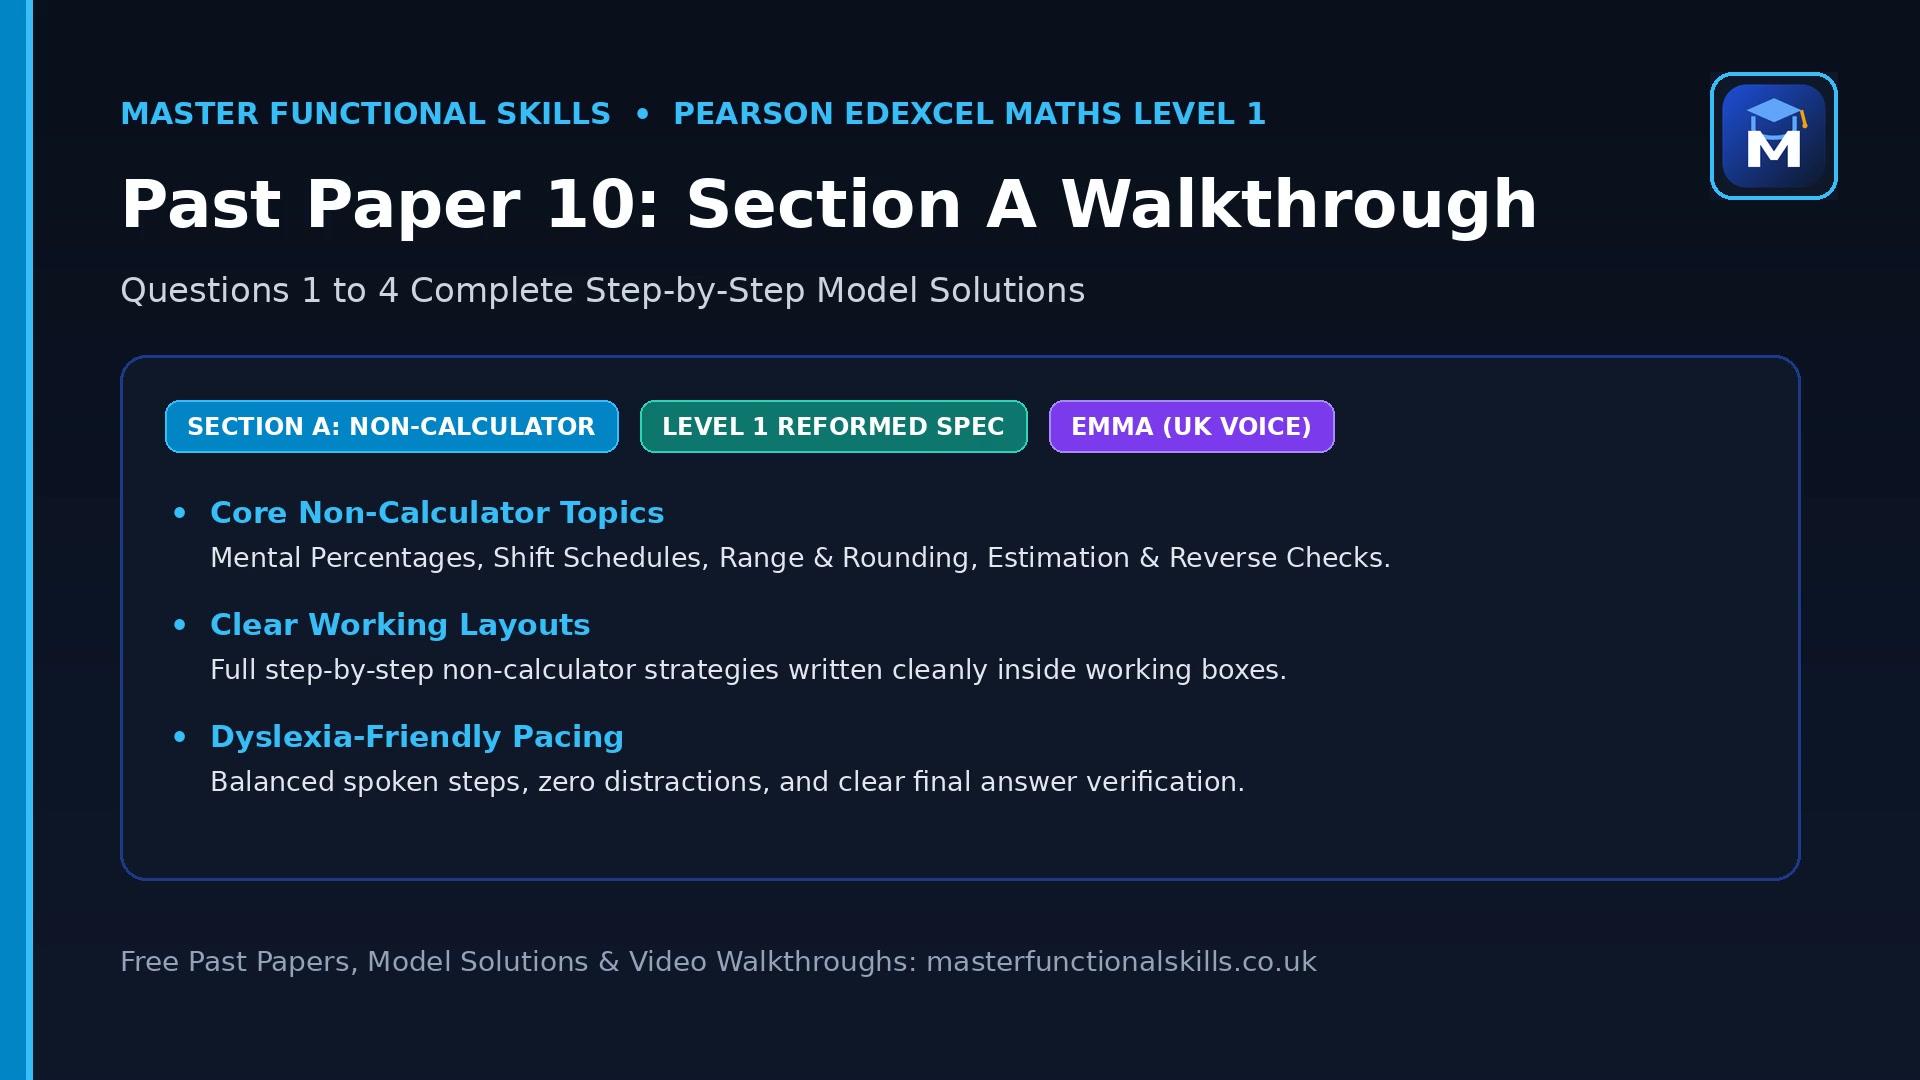 MASTER FUNCTIONAL SKILLS • PEARSON EDEXCEL MATHS LEVEL 1
M
Past Paper 10: Section A Walkthrough
Questions 1 to 4 Complete Step-by-Step Model Solutions
SECTION A: NON-CALCULATOR LEVEL 1 REFORMED SPEC EMMA (UK VOICE)
• Core Non-Calculator Topics
Mental Percentages, Shift Schedules, Range & Rounding, Estimation & Reverse Checks.
• Clear Working Layouts
Full step-by-step non-calculator strategies written cleanly inside working boxes.
• Dyslexia-Friendly Pacing
Balanced spoken steps, zero distractions, and clear final answer verification.
Free Past Papers, Model Solutions & Video Walkthroughs: masterfunctionalskills.co.uk